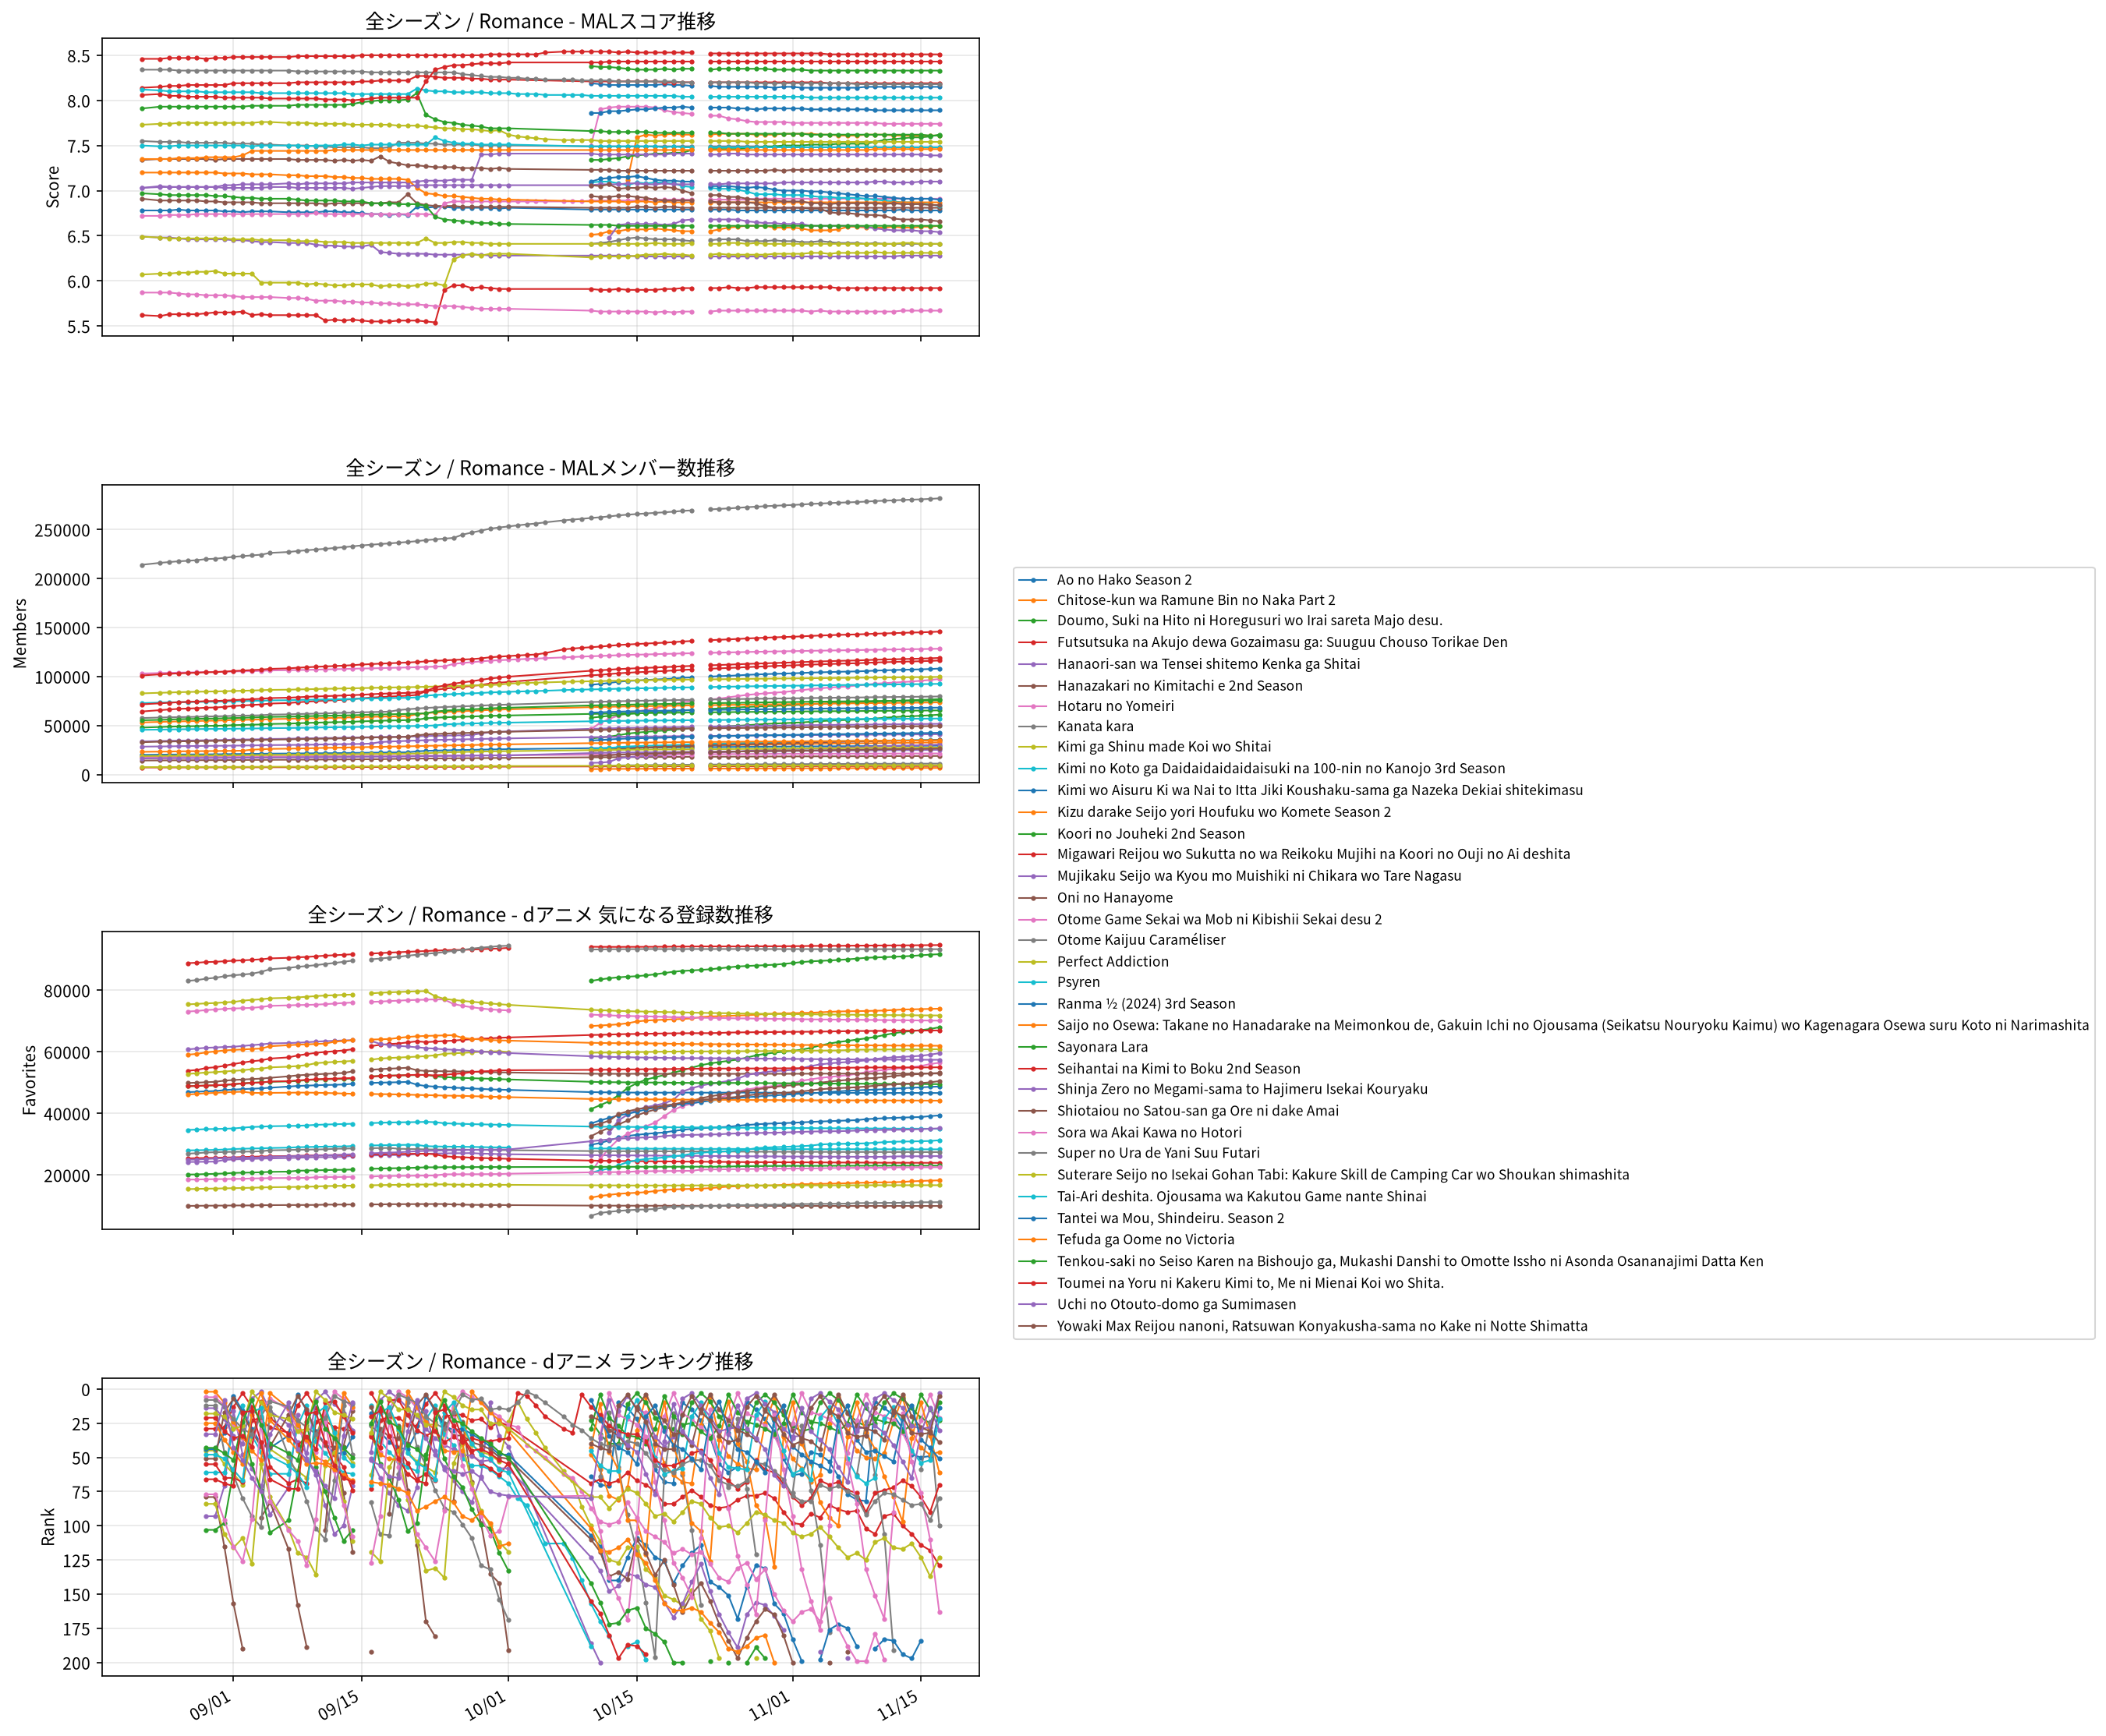 全シーズン / Romance - MALスコア推移
Score
8.5
8.0
7.5
7.0
6.5
6.0
5.5
全シーズン / Romance - MALメンバー数推移
Members
250000
200000
150000
100000
50000
0
全シーズン / Romance - dアニメ 気になる登録数推移
Favorites
80000
60000
40000
20000
全シーズン / Romance - dアニメ ランキング推移
Rank
0
25
50
75
100
125
150
175
200
09/01
09/15
10/01
10/15
11/01
11/15
Ao no Hako Season 2
Chitose-kun wa Ramune Bin no Naka Part 2
Doumo, Suki na Hito ni Horegusuri wo Irai sareta Majo desu.
Futsutsuka na Akujo dewa Gozaimasu ga: Suuguu Chouso Torikae Den
Hanaori-san wa Tensei shitemo Kenka ga Shitai
Hanazakari no Kimitachi e 2nd Season
Hotaru no Yomeiri
Kanata kara
Kimi ga Shinu made Koi wo Shitai
Kimi no Koto ga Daidaidaidaidaisuki na 100-nin no Kanojo 3rd Season
Kimi wo Aisuru Ki wa Nai to Itta Jiki Koushaku-sama ga Nazeka Dekiai shitekimasu
Kizu darake Seijo yori Houfuku wo Komete Season 2
Koori no Jouheki 2nd Season
Migawari Reijou wo Sukutta no wa Reikoku Mujihi na Koori no Ouji no Ai deshita
Mujikaku Seijo wa Kyou mo Muishiki ni Chikara wo Tare Nagasu
Oni no Hanayome
Otome Game Sekai wa Mob ni Kibishii Sekai desu 2
Otome Kaijuu Caraméliser
Perfect Addiction
Psyren
Ranma ½ (2024) 3rd Season
Saijo no Osewa: Takane no Hanadarake na Meimonkou de, Gakuin Ichi no Ojousama (Seikatsu Nouryoku Kaimu) wo Kagenagara Osewa suru Koto ni Narimashita
Sayonara Lara
Seihantai na Kimi to Boku 2nd Season
Shinja Zero no Megami-sama to Hajimeru Isekai Kouryaku
Shiotaiou no Satou-san ga Ore ni dake Amai
Sora wa Akai Kawa no Hotori
Super no Ura de Yani Suu Futari
Suterare Seijo no Isekai Gohan Tabi: Kakure Skill de Camping Car wo Shoukan shimashita
Tai-Ari deshita. Ojousama wa Kakutou Game nante Shinai
Tantei wa Mou, Shindeiru. Season 2
Tefuda ga Oome no Victoria
Tenkou-saki no Seiso Karen na Bishoujo ga, Mukashi Danshi to Omotte Issho ni Asonda Osananajimi Datta Ken
Toumei na Yoru ni Kakeru Kimi to, Me ni Mienai Koi wo Shita.
Uchi no Otouto-domo ga Sumimasen
Yowaki Max Reijou nanoni, Ratsuwan Konyakusha-sama no Kake ni Notte Shimatta